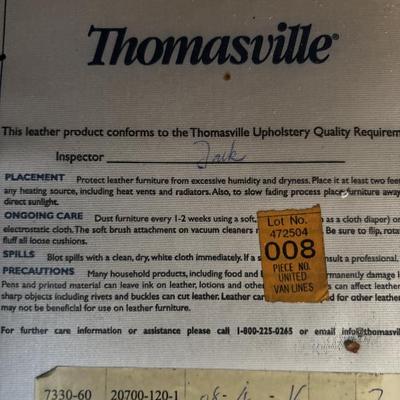 Thomasville®
This leather product conforms to the Thomasville Upholstery Quality Requirem
Inspector
PLACEMENT Protect leather furniture from excessive humidity and dryness. Place it at least two feet
any heating source, including heat vents and radiators. Also, to slow fading process place furniture away
direct sunlight.
ONGOING CARE Dust furniture every 1-2 weeks using a soft, as a cloth diaper) or
electrostatic cloth. The soft brush attachment on vacuum cleaners Be sure to flip, rotat
fluff all loose cushions.
SPILLS Blot spills with a clean, dry, white cloth immediately. If a s nsult a professional.
PRECAUTIONS Many household products, including food and rmanently damage l
Pens and printed material can leave ink on leather, lotions and other can affect leather
sharp objects including rivets and buckles can cut leather. Leather car d for other leather
may not be beneficial for use on leather furniture.
For further care information or assistance please call 1-800-225-0265 or email info@thomasvil
Lot No.
472504
008
PIECE NO.
UNITED
VAN LINES
7330-60 20700-120-1